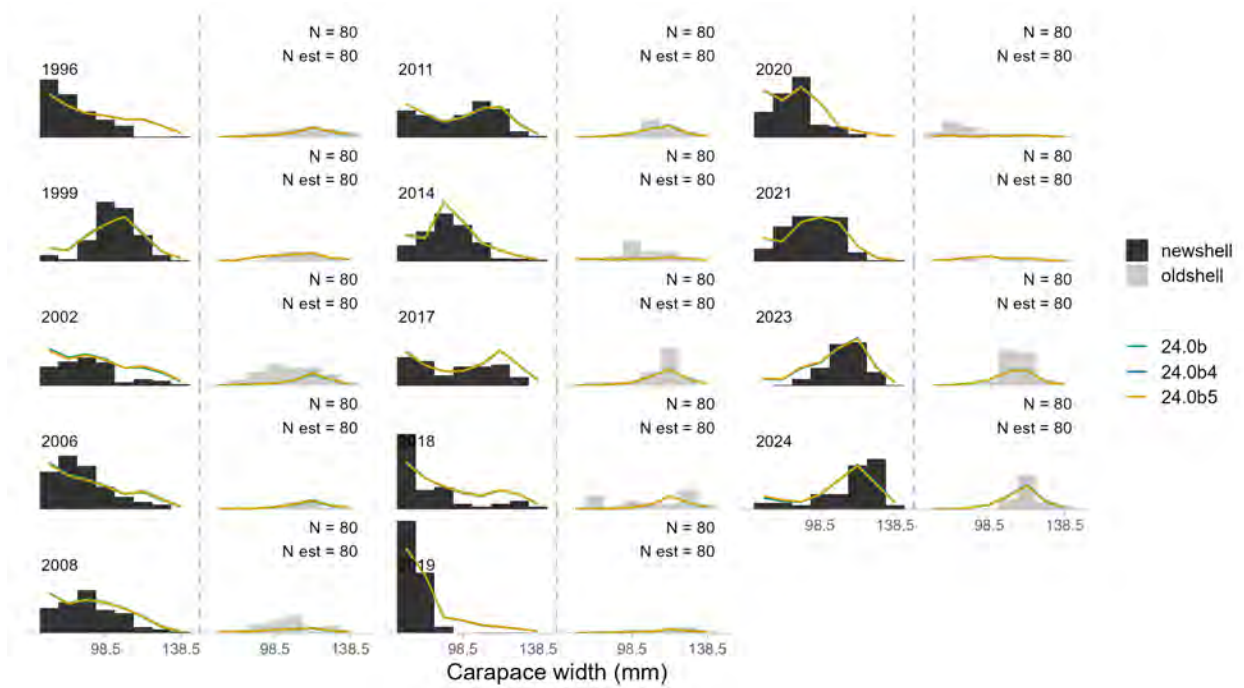 N = 80 N = 80 N = 80
N est = 80 N est = 80 N est = 80
1996 2011 2020
N = 80 N = 80 N = 80
N est = 80 N est = 80 N est = 80
1999 2014 2021
newshell
oldshell
N = 80 N = 80 N = 80
N est = 80 N est = 80 N est = 80
2002 2017 2023
24.0b
24.0b4
24.0b5
N = 80 N = 80 N = 80
N est = 80 N est = 80 N est = 80
2006 2018 2024
98.5 138.5 98.5 138.5
N = 80 N = 80
N est = 80 N est = 80
2008 2019
98.5 138.5 98.5 138.5 98.5 138.5 98.5 138.5
Carapace width (mm)